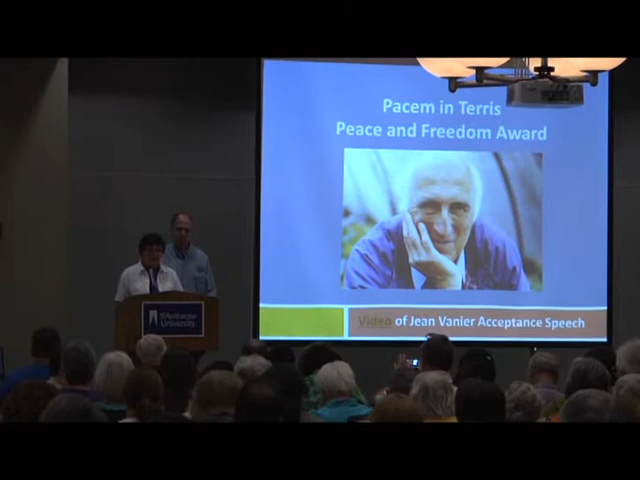 Pacem in Terris
Peace and Freedom Award
Video of Jean Vanier Acceptance Speech
St. Ambrose
University